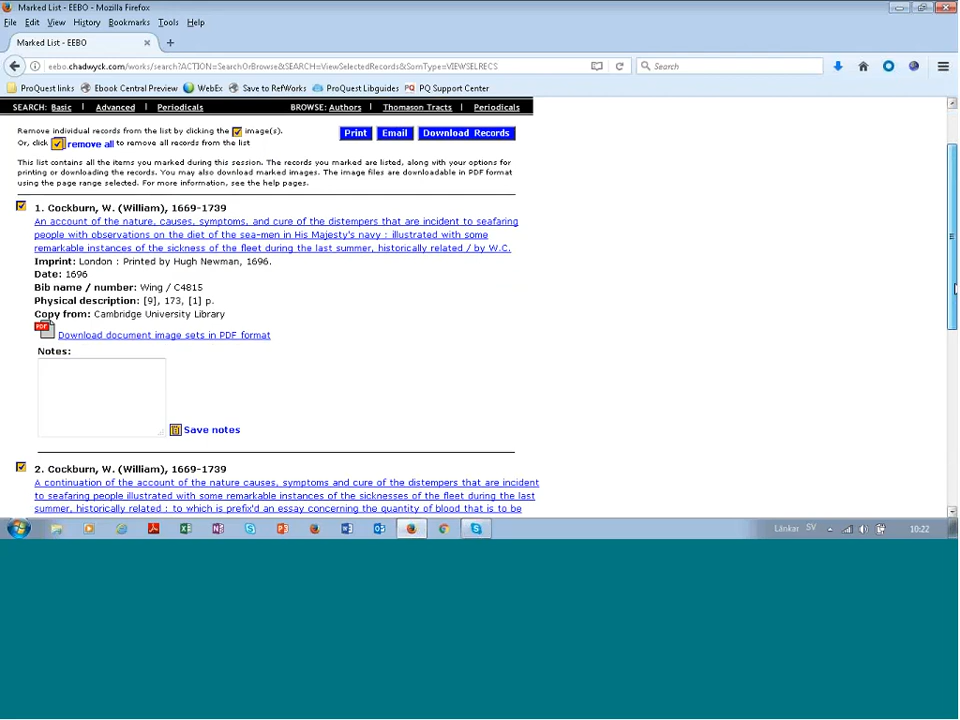 Marked List - EEBO - Mozilla Firefox
File Edit View History Bookmarks Tools Help
Marked List - EEBO
eebo.chadwyck.com/works/search?ACTION=SearchOrBrowse&SEARCH=ViewSelectedRecords&SomType=VIEWSELRECS
Search
ProQuest links Ebook Central Preview WebEx Save to RefWorks ProQuest Libguides PQ PQ Support Center
SEARCH: Basic | Advanced | Periodicals BROWSE: Authors | Thomason Tracts | Periodicals
Remove individual records from the list by clicking the image(s).
Or, click remove all to remove all records from the list
Print Email Download Records
This list contains all the items you marked during this session. The records you marked are listed, along with your options for
printing or downloading the records. You may also download marked images. The image files are downloadable in PDF format
using the page range selected. For more information, see the help pages.
1. Cockburn, W. (William), 1669-1739
An account of the nature, causes, symptoms, and cure of the distempers that are incident to seafaring
people with observations on the diet of the sea-men in His Majesty's navy : illustrated with some
remarkable instances of the sickness of the fleet during the last summer, historically related / by W.C.
Imprint: London : Printed by Hugh Newman, 1696.
Date: 1696
Bib name / number: Wing / C4815
Physical description: [9], 173, [1] p.
Copy from: Cambridge University Library
PDF Download document image sets in PDF format
Notes:
Save notes
2. Cockburn, W. (William), 1669-1739
A continuation of the account of the nature causes, symptoms and cure of the distempers that are incident
to seafaring people illustrated with some remarkable instances of the sicknesses of the fleet during the last
summer, historically related : to which is prefix'd an essay concerning the quantity of blood that is to be
Länkar SV 10:22